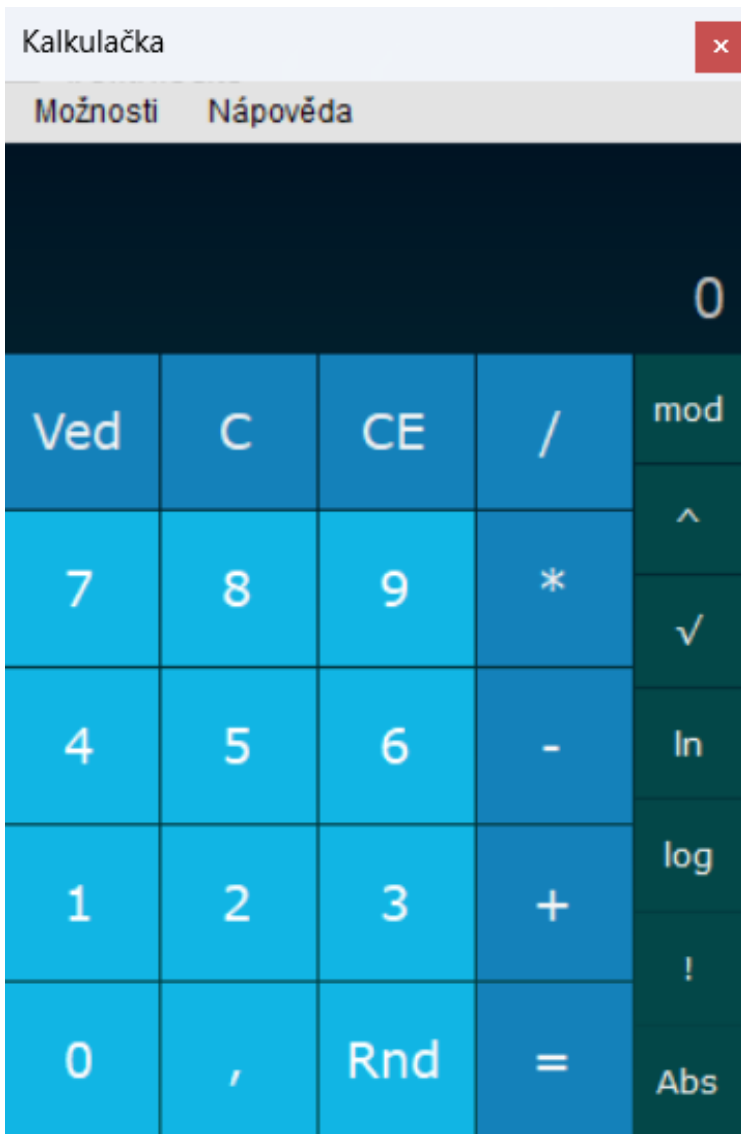 Kalkulačka ×
Možnosti Nápověda
0
Ved C CE / mod
^
7 8 9 *
√
4 5 6 - ln
log
1 2 3 +
!
0 , Rnd =
Abs